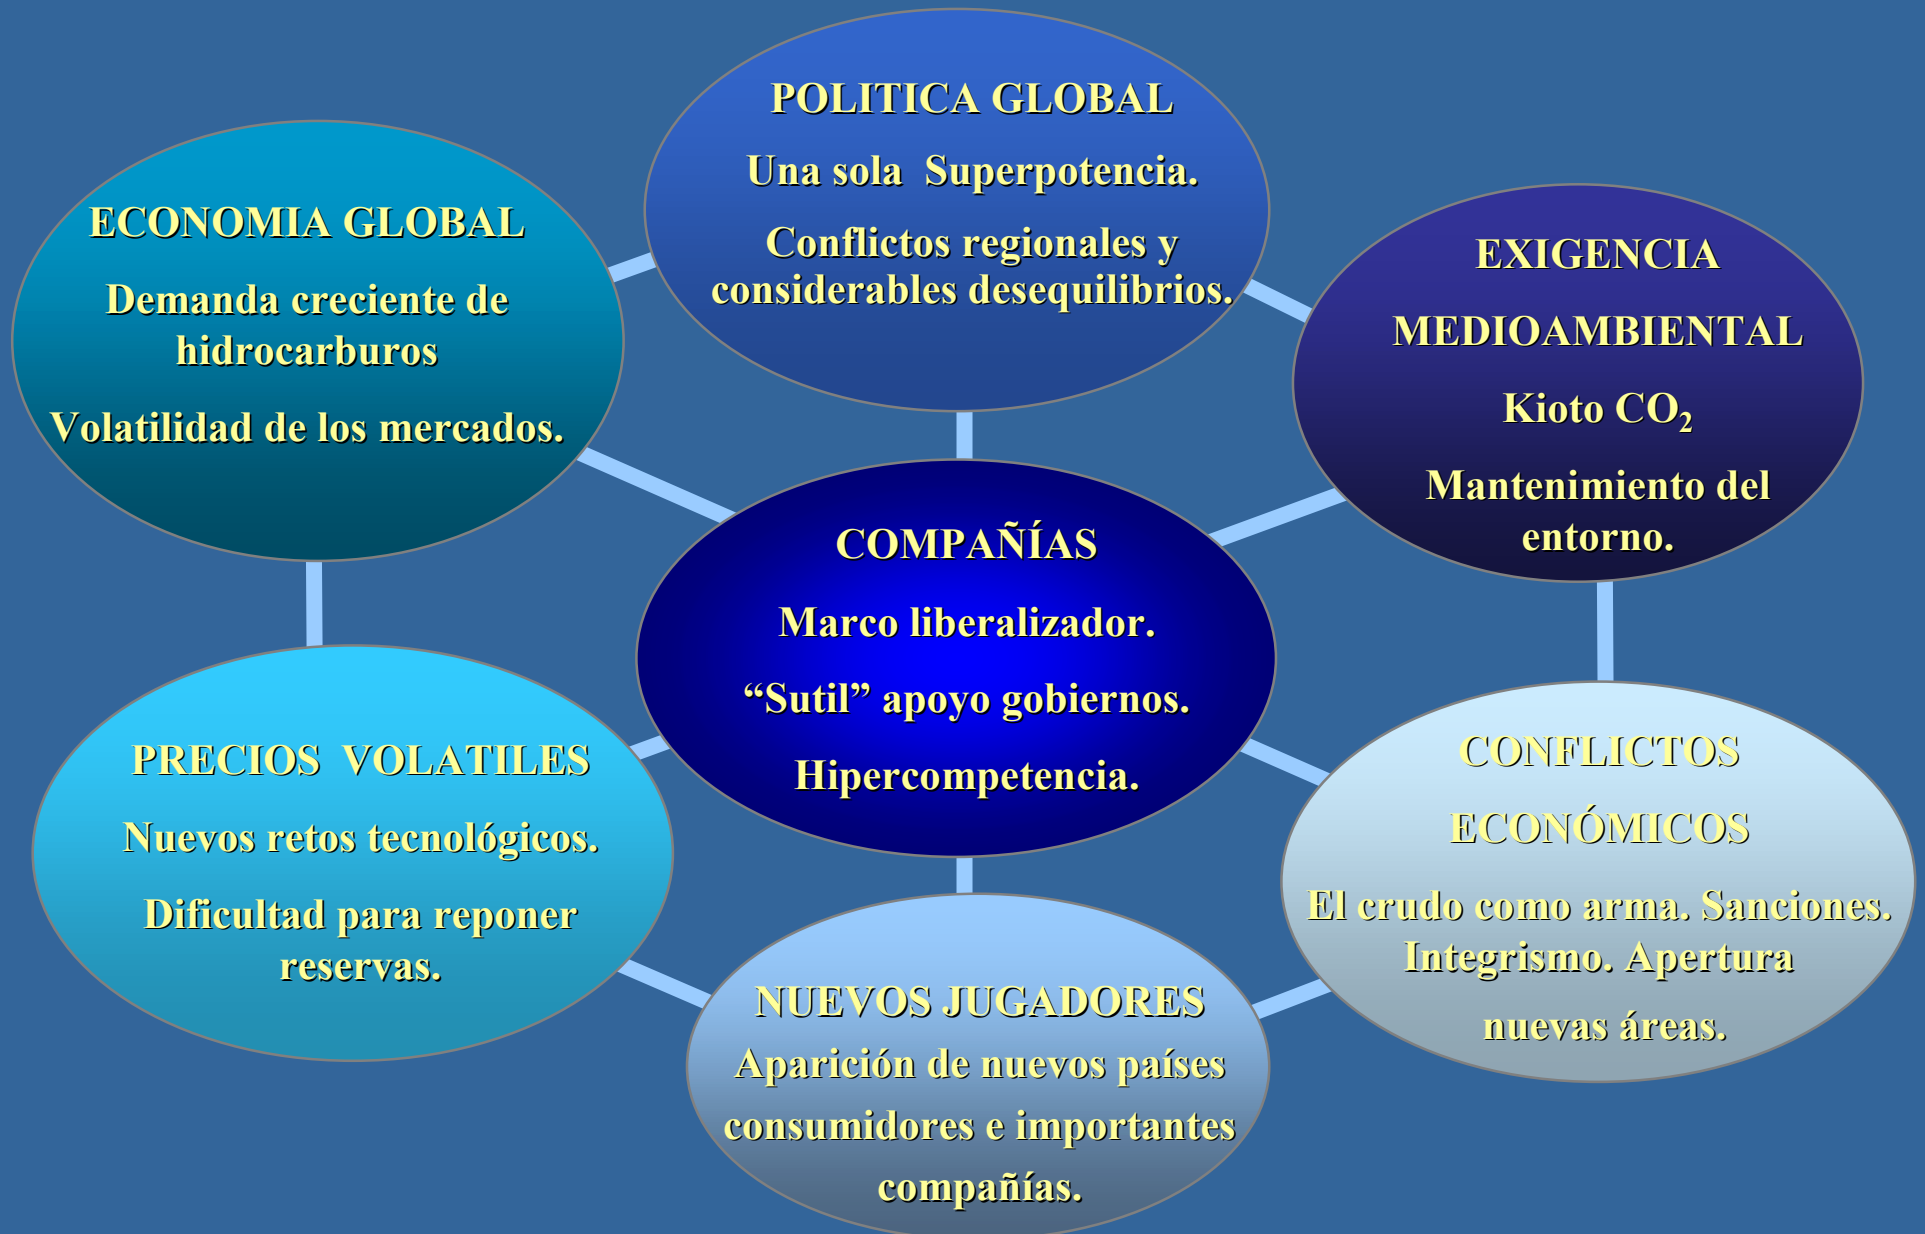 POLITICA GLOBAL
Una sola Superpotencia.
Conflictos regionales y
considerables desequilibrios.
ECONOMIA GLOBAL
Demanda creciente de
hidrocarburos
Volatilidad de los mercados.
EXIGENCIA
MEDIOAMBIENTAL
Kioto CO₂
Mantenimiento del
entorno.
COMPAÑÍAS
Marco liberalizador.
“Sutil” apoyo gobiernos.
Hipercompetencia.
PRECIOS VOLATILES
Nuevos retos tecnológicos.
Dificultad para reponer
reservas.
CONFLICTOS
ECONÓMICOS
El crudo como arma. Sanciones.
Integrismo. Apertura
nuevas áreas.
NUEVOS JUGADORES
Aparición de nuevos países
consumidores e importantes
compañías.